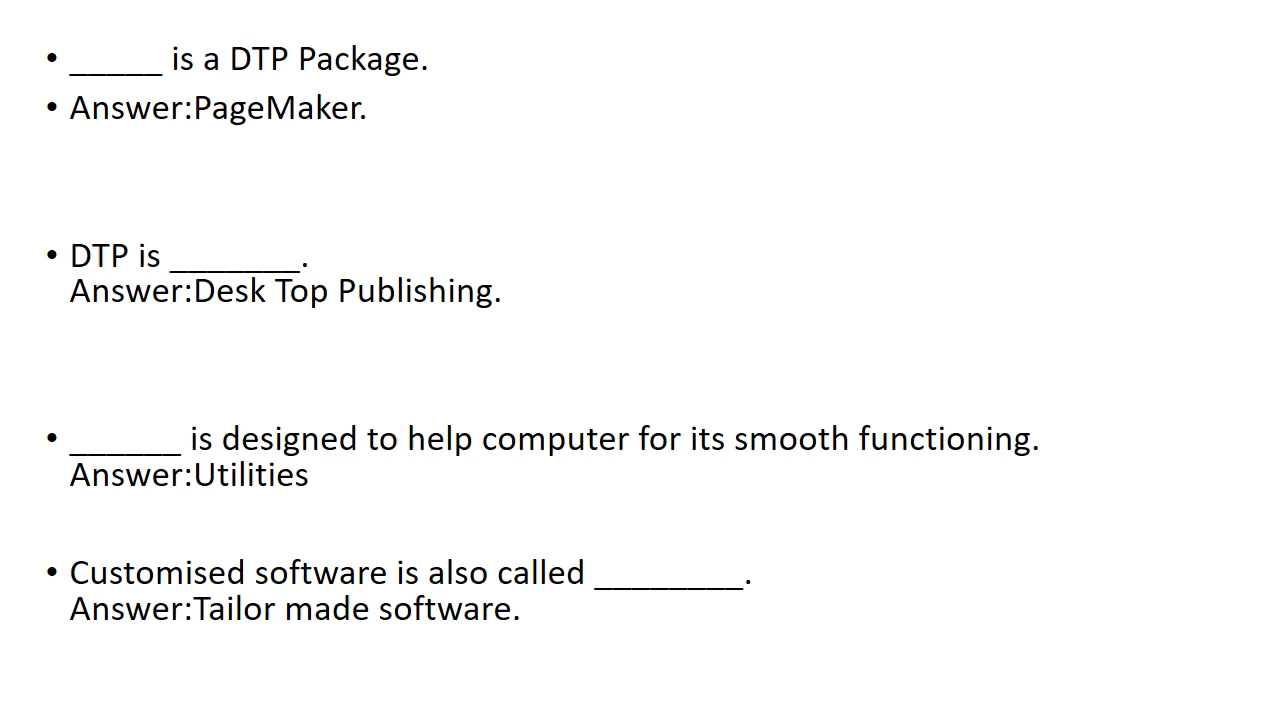 • _____ is a DTP Package.
• Answer:PageMaker.
• DTP is _______.
Answer:Desk Top Publishing.
• ______ is designed to help computer for its smooth functioning.
Answer:Utilities
• Customised software is also called ________.
Answer:Tailor made software.